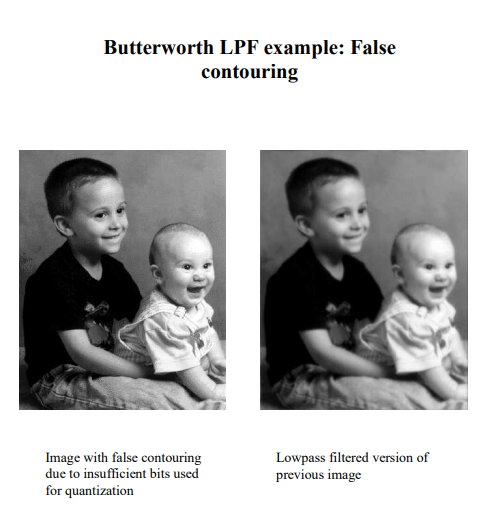 Butterworth LPF example: False
contouring
Image with false contouring
due to insufficient bits used
for quantization
Lowpass filtered version of
previous image